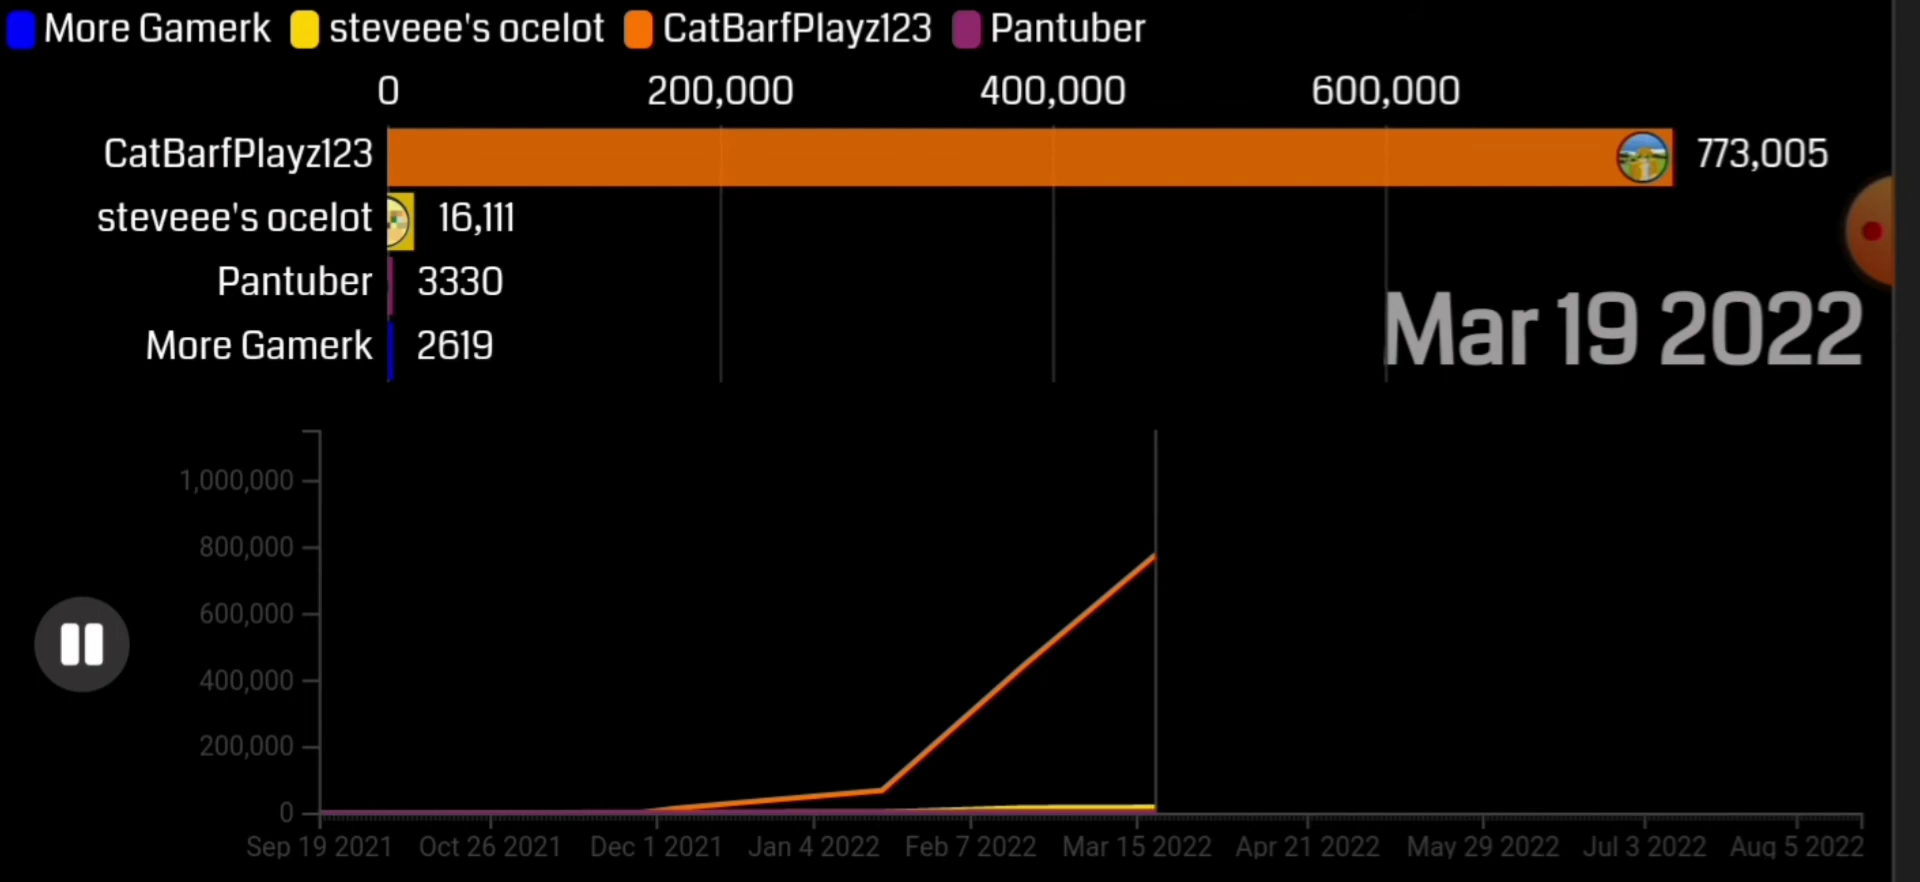 More Gamerk steveee's ocelot CatBarfPlayz123 Pantuber
0 200,000 400,000 600,000
CatBarfPlayz123 773,005
steveee's ocelot 16,111
Pantuber 3330
More Gamerk 2619
Mar 19 2022
1,000,000
800,000
600,000
400,000
200,000
0
Sep 19 2021 Oct 26 2021 Dec 1 2021 Jan 4 2022 Feb 7 2022 Mar 15 2022 Apr 21 2022 May 29 2022 Jul 3 2022 Aug 5 2022